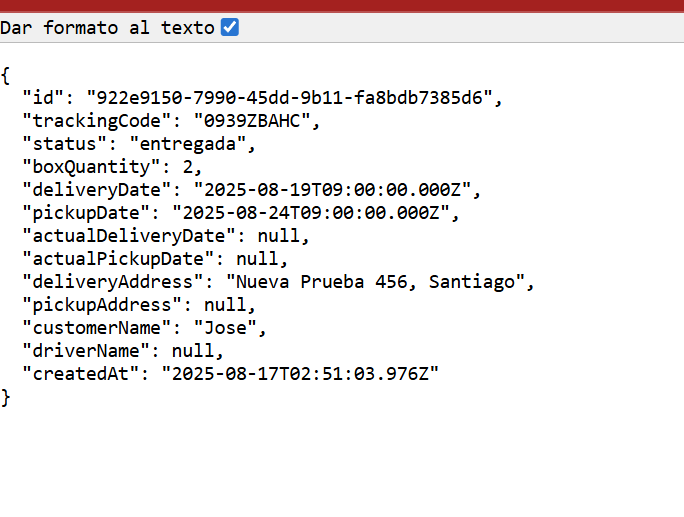 Dar formato al texto
{
  "id": "922e9150-7990-45dd-9b11-fa8bdb7385d6",
  "trackingCode": "0939ZBAHC",
  "status": "entregada",
  "boxQuantity": 2,
  "deliveryDate": "2025-08-19T09:00:00.000Z",
  "pickupDate": "2025-08-24T09:00:00.000Z",
  "actualDeliveryDate": null,
  "actualPickupDate": null,
  "deliveryAddress": "Nueva Prueba 456, Santiago",
  "pickupAddress": null,
  "customerName": "Jose",
  "driverName": null,
  "createdAt": "2025-08-17T02:51:03.976Z"
}